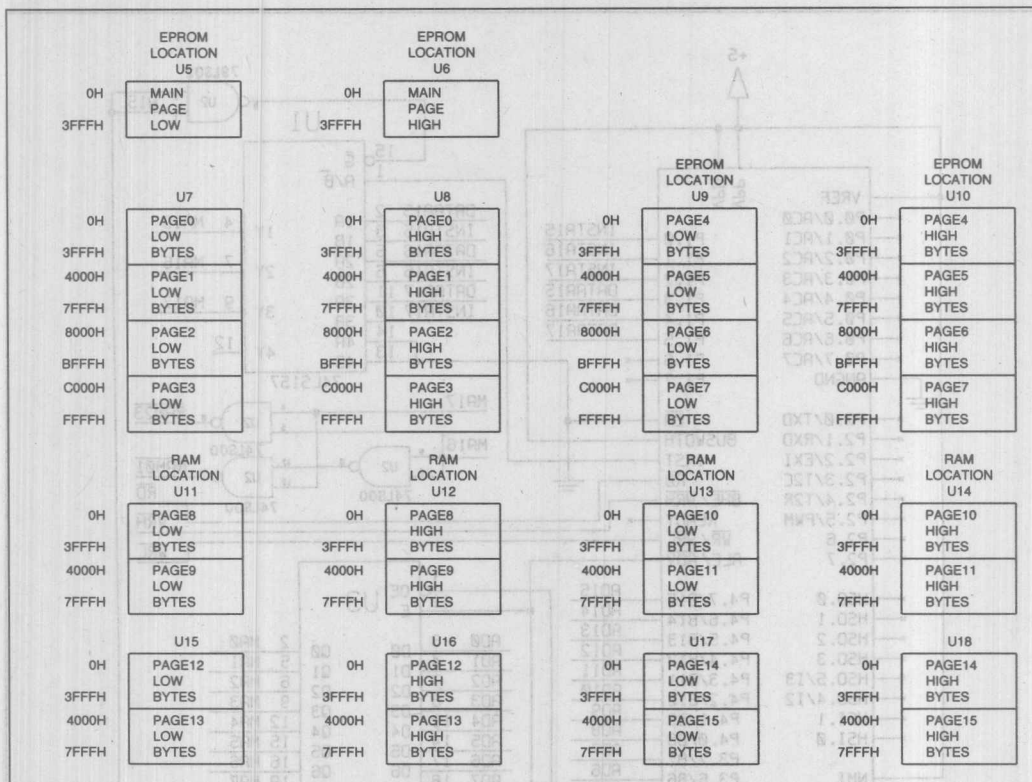 EPROM
LOCATION
U5
0H
MAIN
PAGE
LOW
3FFFH
EPROM
LOCATION
U6
0H
MAIN
PAGE
HIGH
3FFFH
U7
0H
PAGE0
LOW
BYTES
3FFFH
4000H
PAGE1
LOW
BYTES
7FFFH
8000H
PAGE2
LOW
BYTES
BFFFH
C000H
PAGE3
LOW
BYTES
FFFFH
U8
0H
PAGE0
HIGH
BYTES
3FFFH
4000H
PAGE1
HIGH
BYTES
7FFFH
8000H
PAGE2
HIGH
BYTES
BFFFH
C000H
PAGE3
HIGH
BYTES
FFFFH
EPROM
LOCATION
U9
0H
PAGE4
LOW
BYTES
3FFFH
4000H
PAGE5
LOW
BYTES
7FFFH
8000H
PAGE6
LOW
BYTES
BFFFH
C000H
PAGE7
LOW
BYTES
FFFFH
EPROM
LOCATION
U10
0H
PAGE4
HIGH
BYTES
3FFFH
4000H
PAGE5
HIGH
BYTES
7FFFH
8000H
PAGE6
HIGH
BYTES
BFFFH
C000H
PAGE7
HIGH
BYTES
FFFFH
RAM
LOCATION
U11
0H
PAGE8
LOW
BYTES
3FFFH
4000H
PAGE9
LOW
BYTES
7FFFH
RAM
LOCATION
U12
0H
PAGE8
HIGH
BYTES
3FFFH
4000H
PAGE9
HIGH
BYTES
7FFFH
RAM
LOCATION
U13
0H
PAGE10
LOW
BYTES
3FFFH
4000H
PAGE11
LOW
BYTES
7FFFH
RAM
LOCATION
U14
0H
PAGE10
HIGH
BYTES
3FFFH
4000H
PAGE11
HIGH
BYTES
7FFFH
U15
0H
PAGE12
LOW
BYTES
3FFFH
4000H
PAGE13
LOW
BYTES
7FFFH
U16
0H
PAGE12
HIGH
BYTES
3FFFH
4000H
PAGE13
HIGH
BYTES
7FFFH
U17
0H
PAGE14
LOW
BYTES
3FFFH
4000H
PAGE15
LOW
BYTES
7FFFH
U18
0H
PAGE14
HIGH
BYTES
3FFFH
4000H
PAGE15
HIGH
BYTES
7FFFH